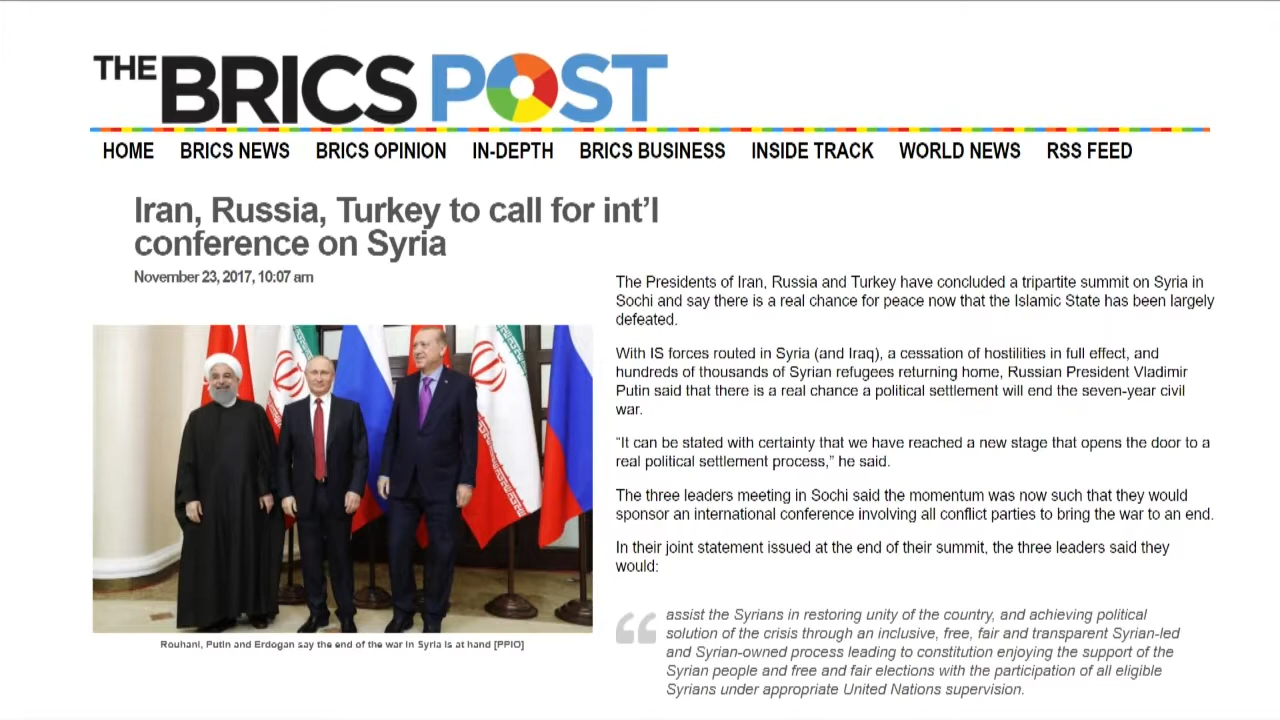 THE BRICS POST
HOME BRICS NEWS BRICS OPINION IN-DEPTH BRICS BUSINESS INSIDE TRACK WORLD NEWS RSS FEED
Iran, Russia, Turkey to call for int’l
conference on Syria
November 23, 2017, 10:07 am
Rouhani, Putin and Erdogan say the end of the war in Syria is at hand [PPIO]
The Presidents of Iran, Russia and Turkey have concluded a tripartite summit on Syria in
Sochi and say there is a real chance for peace now that the Islamic State has been largely
defeated.
With IS forces routed in Syria (and Iraq), a cessation of hostilities in full effect, and
hundreds of thousands of Syrian refugees returning home, Russian President Vladimir
Putin said that there is a real chance a political settlement will end the seven-year civil
war.
“It can be stated with certainty that we have reached a new stage that opens the door to a
real political settlement process,” he said.
The three leaders meeting in Sochi said the momentum was now such that they would
sponsor an international conference involving all conflict parties to bring the war to an end.
In their joint statement issued at the end of their summit, the three leaders said they
would:
“ assist the Syrians in restoring unity of the country, and achieving political
solution of the crisis through an inclusive, free, fair and transparent Syrian-led
and Syrian-owned process leading to constitution enjoying the support of the
Syrian people and free and fair elections with the participation of all eligible
Syrians under appropriate United Nations supervision.